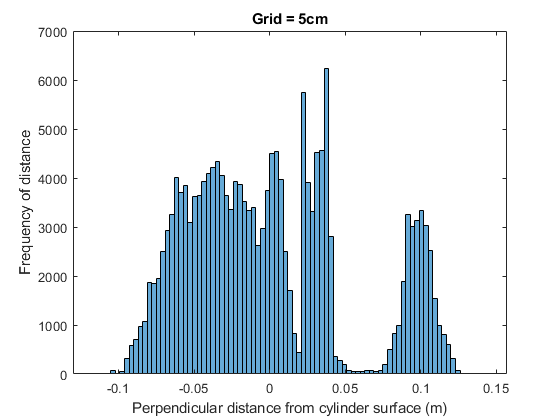 Grid = 5cm
7000
6000
5000
4000
3000
2000
1000
0
-0.1 -0.05 0 0.05 0.1 0.15
Frequency of distance
Perpendicular distance from cylinder surface (m)